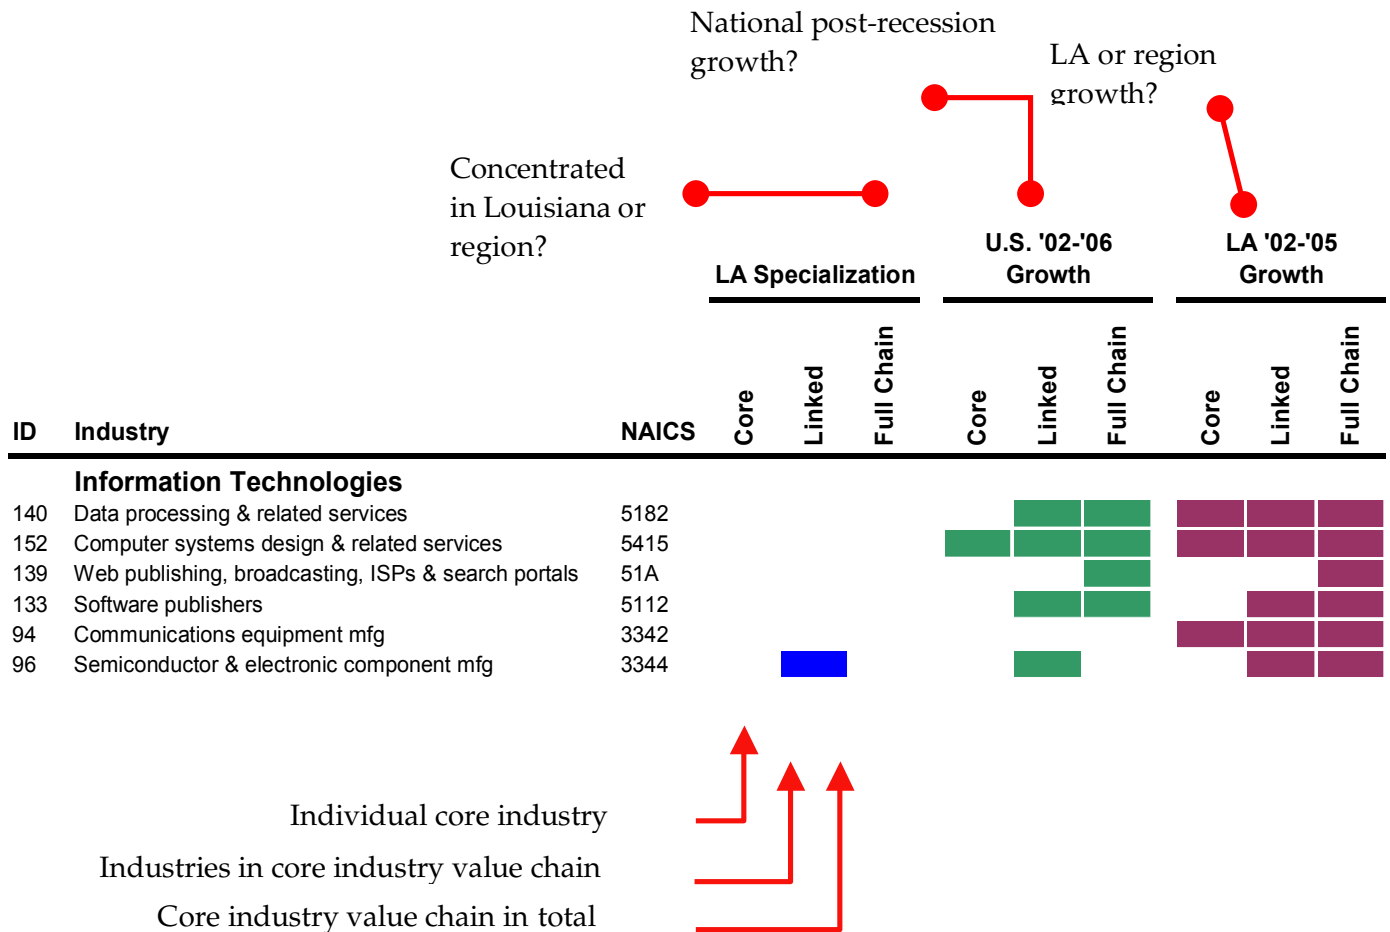 National post-recession
growth?
LA or region
growth?
Concentrated
in Louisiana or
region?
LA Specialization
U.S. '02-'06
Growth
LA '02-'05
Growth
ID Industry NAICS Core Linked Full Chain Core Linked Full Chain Core Linked Full Chain
Information Technologies
140 Data processing & related services 5182
152 Computer systems design & related services 5415
139 Web publishing, broadcasting, ISPs & search portals 51A
133 Software publishers 5112
94 Communications equipment mfg 3342
96 Semiconductor & electronic component mfg 3344
Individual core industry
Industries in core industry value chain
Core industry value chain in total